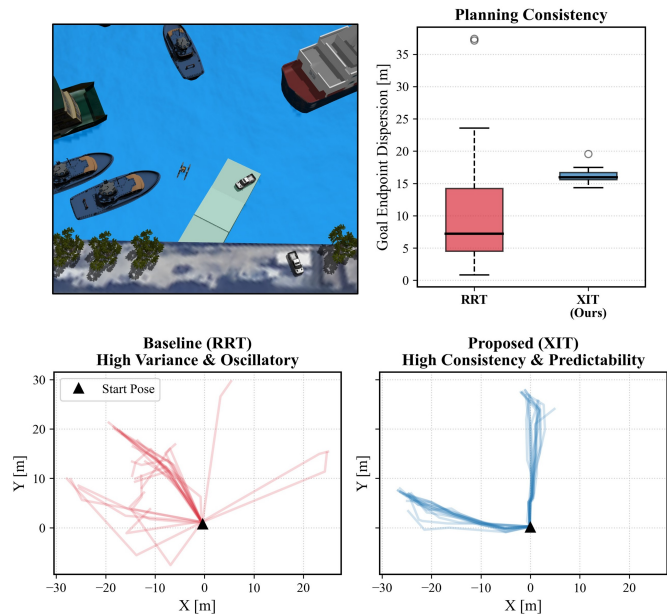 Planning Consistency
Goal Endpoint Dispersion [m]
35
30
25
20
15
10
5
0
RRT
XIT
(Ours)
Baseline (RRT)
High Variance & Oscillatory
Start Pose
Y [m]
30
20
10
0
−30
−20
−10
0
10
20
X [m]
Proposed (XIT)
High Consistency & Predictability
Y [m]
−30
−20
−10
0
10
20
X [m]